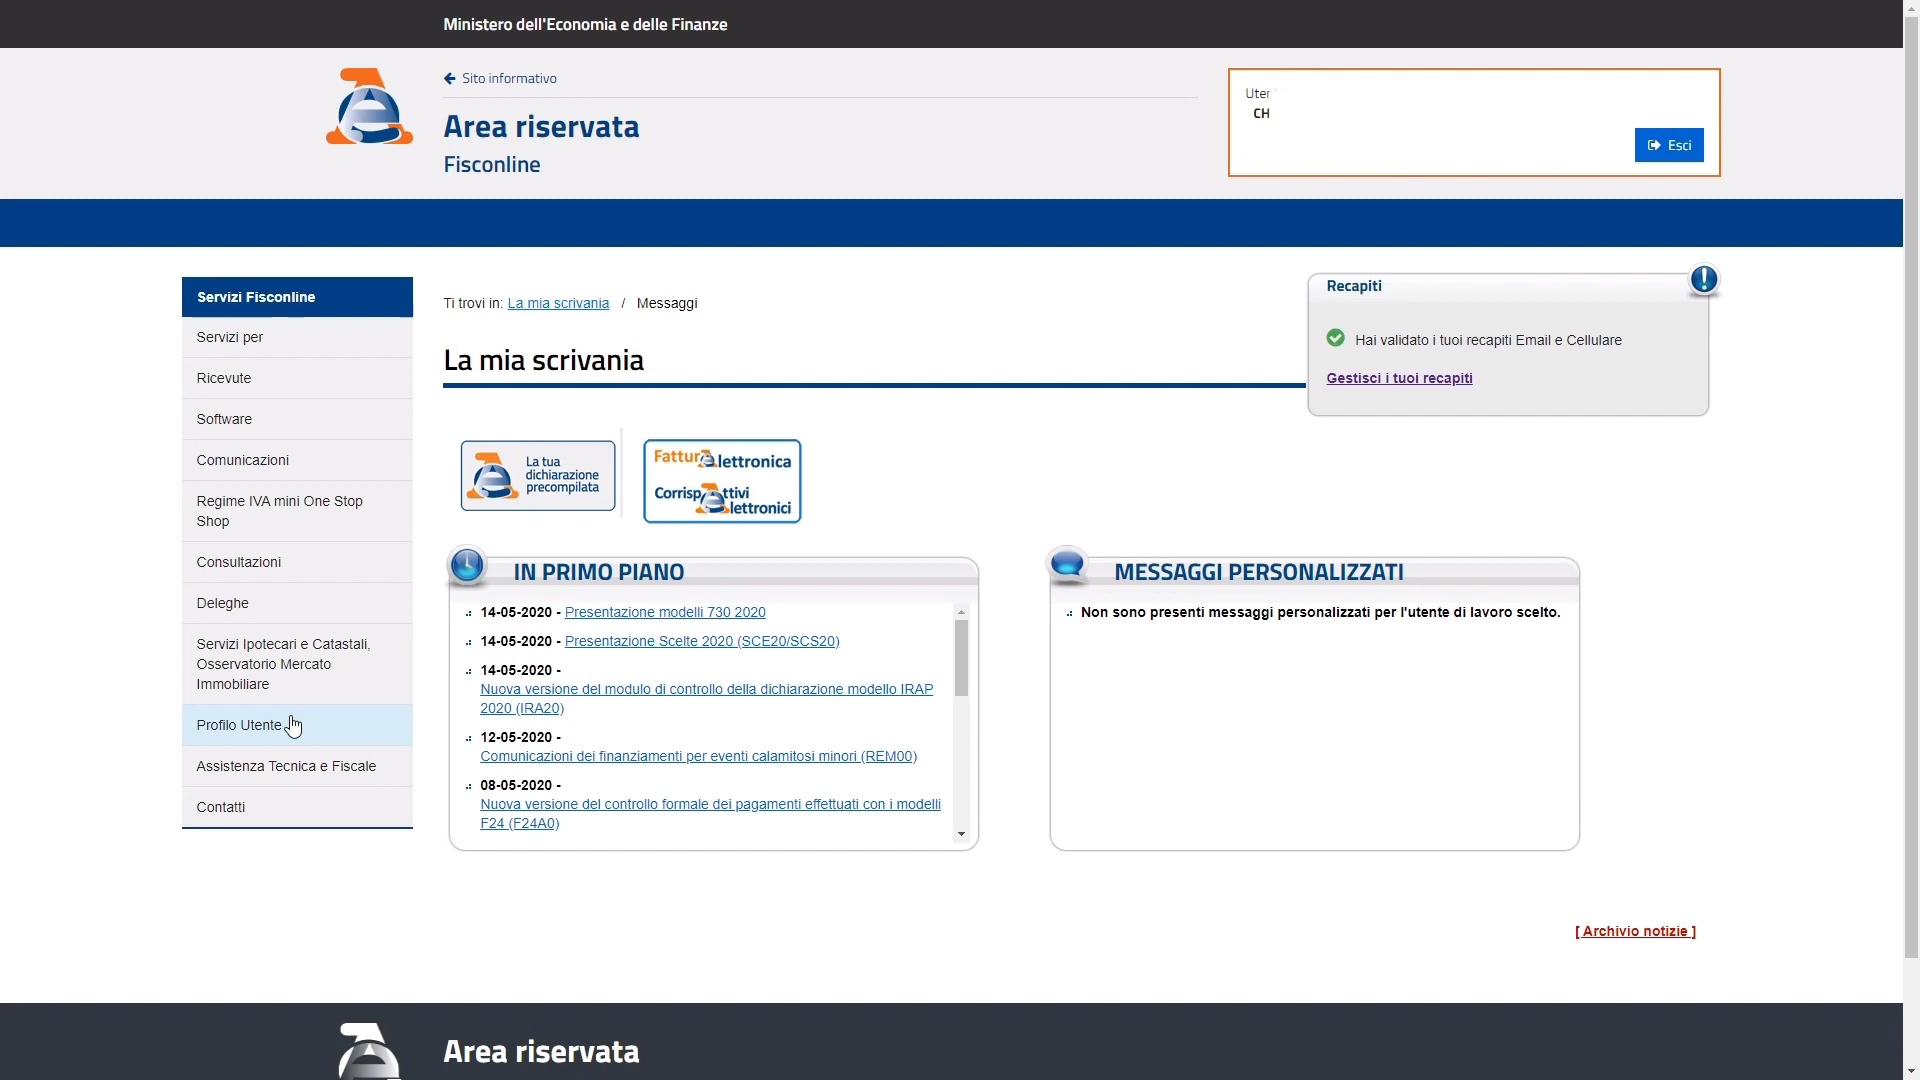 Ministero dell'Economia e delle Finanze
Sito informativo
Area riservata
Fisconline
CH
Esci
Servizi Fisconline
Servizi per
Ricevute
Software
Comunicazioni
Regime IVA mini One Stop
Shop
Consultazioni
Deleghe
Servizi Ipotecari e Catastali,
Osservatorio Mercato
Immobiliare
Profilo Utente
Assistenza Tecnica e Fiscale
Contatti
Ti trovi in: La mia scrivania / Messaggi
La mia scrivania
Recapiti
Hai validato i tuoi recapiti Email e Cellulare
Gestisci i tuoi recapiti
La tua
dichiarazione
precompilata
Fattur lettronica
Corrisp ttivi
lettronici
IN PRIMO PIANO
14-05-2020 - Presentazione modelli 730 2020
14-05-2020 - Presentazione Scelte 2020 (SCE20/SCS20)
14-05-2020 -
Nuova versione del modulo di controllo della dichiarazione modello IRAP
2020 (IRA20)
12-05-2020 -
Comunicazioni dei finanziamenti per eventi calamitosi minori (REM00)
08-05-2020 -
Nuova versione del controllo formale dei pagamenti effettuati con i modelli
F24 (F24A0)
MESSAGGI PERSONALIZZATI
Non sono presenti messaggi personalizzati per l'utente di lavoro scelto.
[ Archivio notizie ]
Area riservata